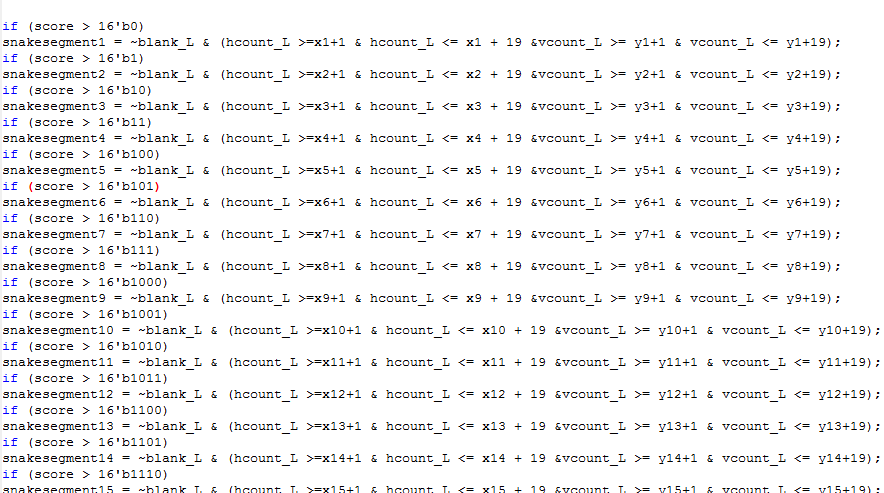 if (score > 16'b0)
snakesegment1 = ~blank_L & (hcount_L >=x1+1 & hcount_L <= x1 + 19 &vcount_L >= y1+1 & vcount_L <= y1+19);
if (score > 16'b1)
snakesegment2 = ~blank_L & (hcount_L >=x2+1 & hcount_L <= x2 + 19 &vcount_L >= y2+1 & vcount_L <= y2+19);
if (score > 16'b10)
snakesegment3 = ~blank_L & (hcount_L >=x3+1 & hcount_L <= x3 + 19 &vcount_L >= y3+1 & vcount_L <= y3+19);
if (score > 16'b11)
snakesegment4 = ~blank_L & (hcount_L >=x4+1 & hcount_L <= x4 + 19 &vcount_L >= y4+1 & vcount_L <= y4+19);
if (score > 16'b100)
snakesegment5 = ~blank_L & (hcount_L >=x5+1 & hcount_L <= x5 + 19 &vcount_L >= y5+1 & vcount_L <= y5+19);
if (score > 16'b101)
snakesegment6 = ~blank_L & (hcount_L >=x6+1 & hcount_L <= x6 + 19 &vcount_L >= y6+1 & vcount_L <= y6+19);
if (score > 16'b110)
snakesegment7 = ~blank_L & (hcount_L >=x7+1 & hcount_L <= x7 + 19 &vcount_L >= y7+1 & vcount_L <= y7+19);
if (score > 16'b111)
snakesegment8 = ~blank_L & (hcount_L >=x8+1 & hcount_L <= x8 + 19 &vcount_L >= y8+1 & vcount_L <= y8+19);
if (score > 16'b1000)
snakesegment9 = ~blank_L & (hcount_L >=x9+1 & hcount_L <= x9 + 19 &vcount_L >= y9+1 & vcount_L <= y9+19);
if (score > 16'b1001)
snakesegment10 = ~blank_L & (hcount_L >=x10+1 & hcount_L <= x10 + 19 &vcount_L >= y10+1 & vcount_L <= y10+19);
if (score > 16'b1010)
snakesegment11 = ~blank_L & (hcount_L >=x11+1 & hcount_L <= x11 + 19 &vcount_L >= y11+1 & vcount_L <= y11+19);
if (score > 16'b1011)
snakesegment12 = ~blank_L & (hcount_L >=x12+1 & hcount_L <= x12 + 19 &vcount_L >= y12+1 & vcount_L <= y12+19);
if (score > 16'b1100)
snakesegment13 = ~blank_L & (hcount_L >=x13+1 & hcount_L <= x13 + 19 &vcount_L >= y13+1 & vcount_L <= y13+19);
if (score > 16'b1101)
snakesegment14 = ~blank_L & (hcount_L >=x14+1 & hcount_L <= x14 + 19 &vcount_L >= y14+1 & vcount_L <= y14+19);
if (score > 16'b1110)
snakesegment15 = ~blank_L & (hcount_L >=x15+1 & hcount_L <= x15 + 19 &vcount_L >= y15+1 & vcount_L <= y15+19);